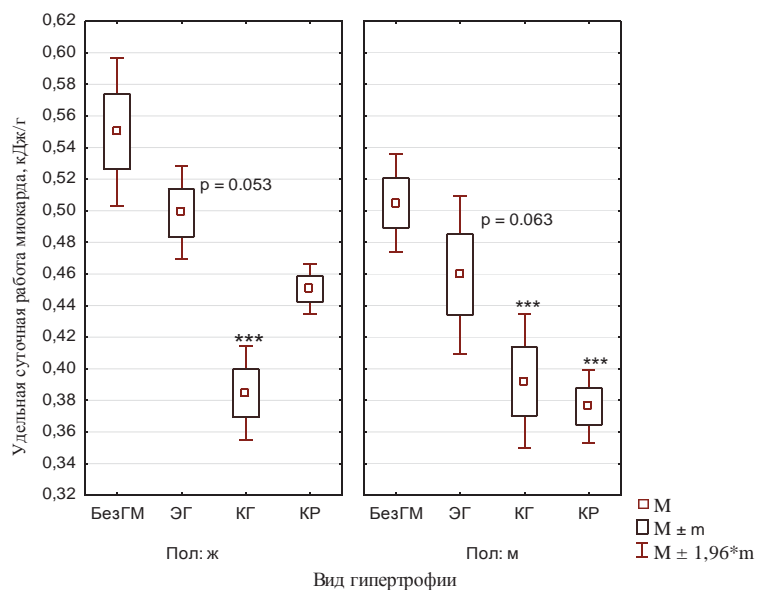 Удельная суточная работа миокарда, кДж/г
0,62
0,60
0,58
0,56
0,54
0,52
0,50
0,48
0,46
0,44
0,42
0,40
0,38
0,36
0,34
0,32
p = 0.053
***
p = 0.063
***
***
БезГМ ЭГ КГ КР
БезГМ ЭГ КГ КР
Пол: ж
Пол: м
Вид гипертрофии
M
M ± m
M ± 1,96*m